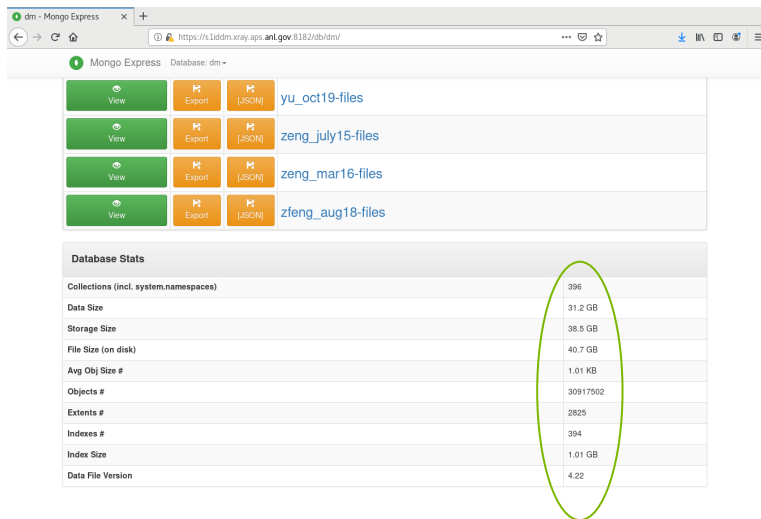 dm - Mongo Express × +
https://s1iddm.xray.aps.anl.gov:8182/db/dm/
Mongo Express Database: dm
View Export [JSON] yu_oct19-files
View Export [JSON] zeng_july15-files
View Export [JSON] zeng_mar16-files
View Export [JSON] zfeng_aug18-files
Database Stats
Collections (incl. system.namespaces) 396
Data Size 31.2 GB
Storage Size 38.5 GB
File Size (on disk) 40.7 GB
Avg Obj Size # 1.01 KB
Objects # 30917502
Extents # 2825
Indexes # 394
Index Size 1.01 GB
Data File Version 4.22